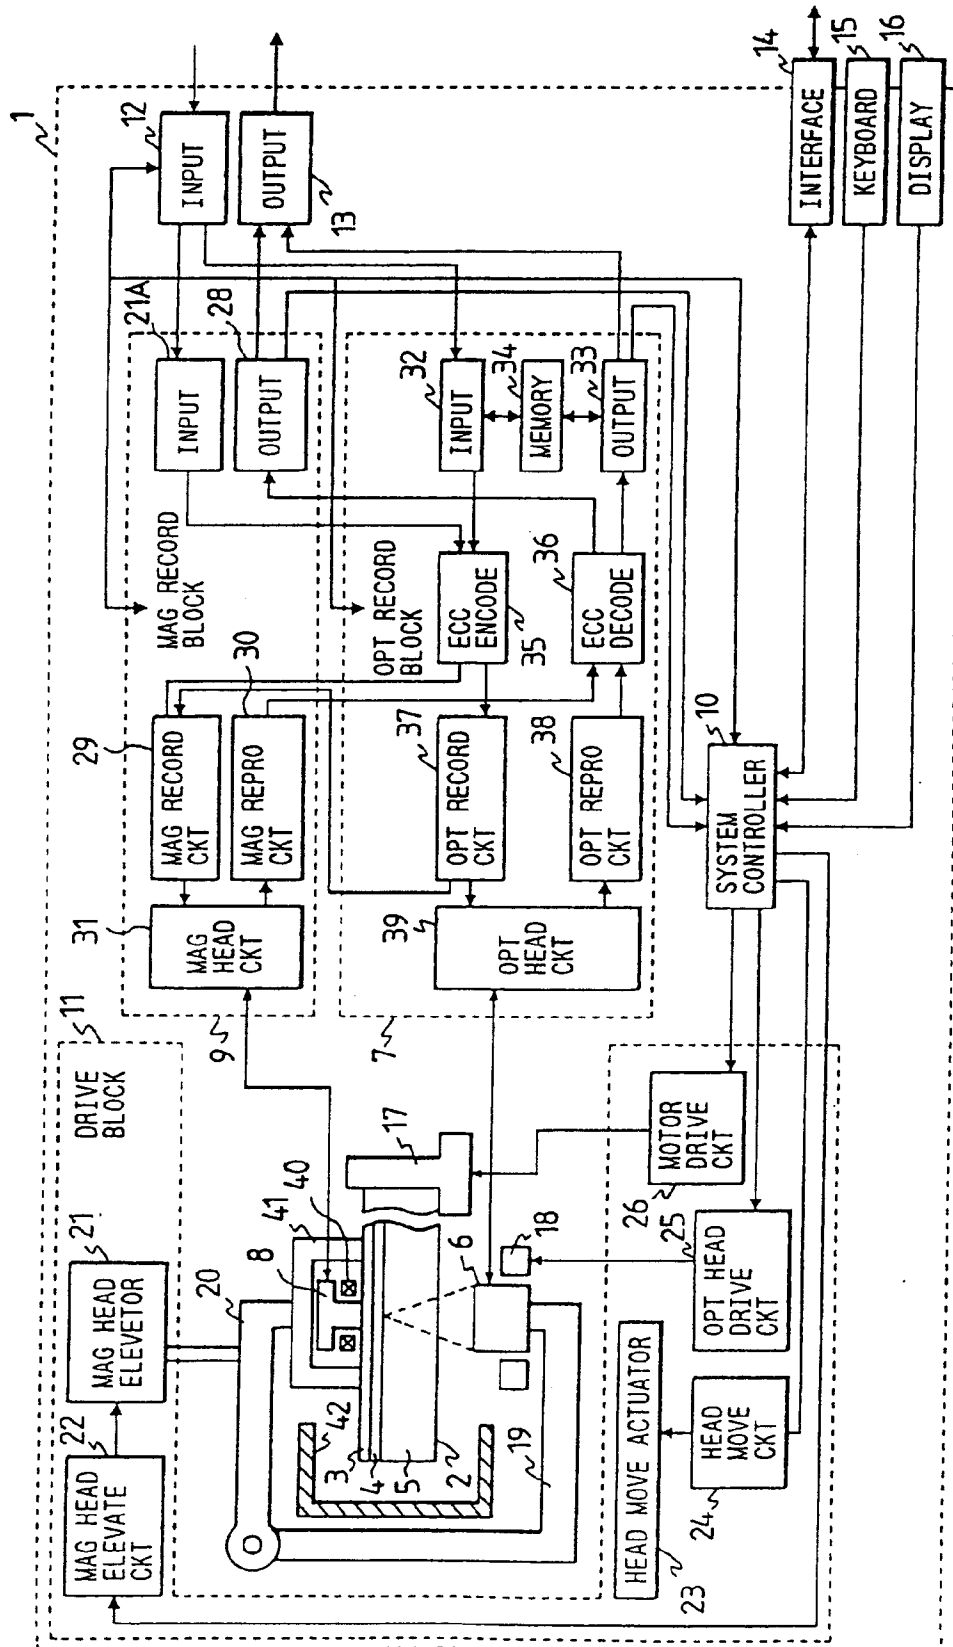 1
DRIVE
BLOCK
11
MAG HEAD
ELEVATE
CKT
22
MAG HEAD
ELEVETOR
21
20
42
3
4
5
2
19
8
41
40
17
6
18
HEAD MOVE ACTUATOR
23
HEAD
MOVE
CKT
24
OPT HEAD
DRIVE
CKT
25
MOTOR
DRIVE
CKT
26
9
MAG RECORD
BLOCK
MAG
HEAD
CKT
31
MAG RECORD
CKT
29
MAG REPRO
CKT
30
INPUT
21A
OUTPUT
28
INPUT
12
OUTPUT
13
7
OPT RECORD
BLOCK
OPT
HEAD
CKT
39
OPT RECORD
CKT
37
OPT REPRO
CKT
38
ECC
ENCODE
35
ECC
DECODE
36
INPUT
32
MEMORY
34
OUTPUT
33
SYSTEM
CONTROLLER
10
INTERFACE
14
KEYBOARD
15
DISPLAY
16